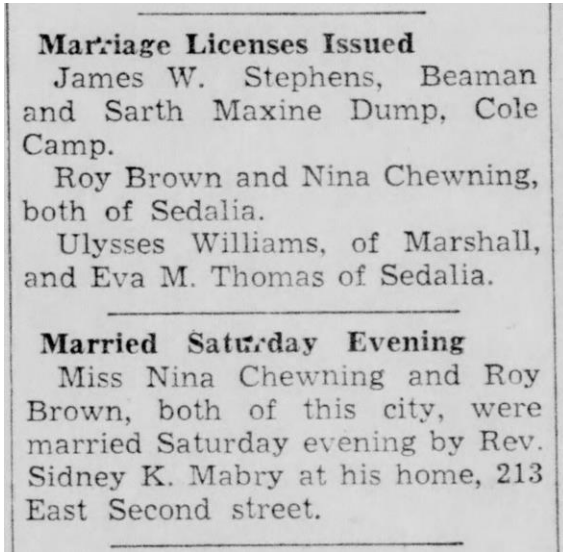 Marriage Licenses Issued
James W. Stephens, Beaman
and Sarth Maxine Dump, Cole
Camp.
Roy Brown and Nina Chewning,
both of Sedalia.
Ulysses Williams, of Marshall,
and Eva M. Thomas of Sedalia.
Married Saturday Evening
Miss Nina Chewning and Roy
Brown, both of this city, were
married Saturday evening by Rev.
Sidney K. Mabry at his home, 213
East Second street.